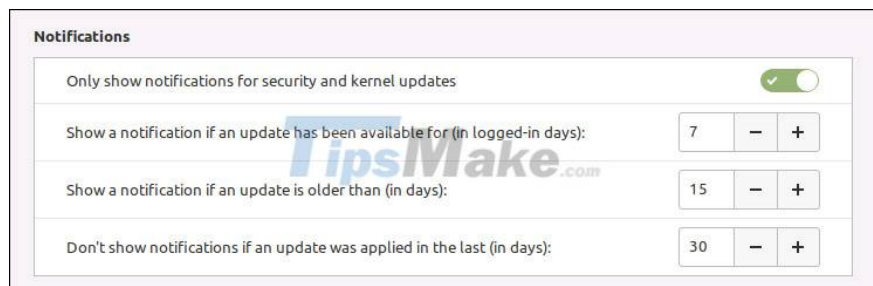 Notifications
Only show notifications for security and kernel updates
Show a notification if an update has been available for (in logged-in days): 7 − +
TipsMake.com
Show a notification if an update is older than (in days): 15 − +
Don't show notifications if an update was applied in the last (in days): 30 − +